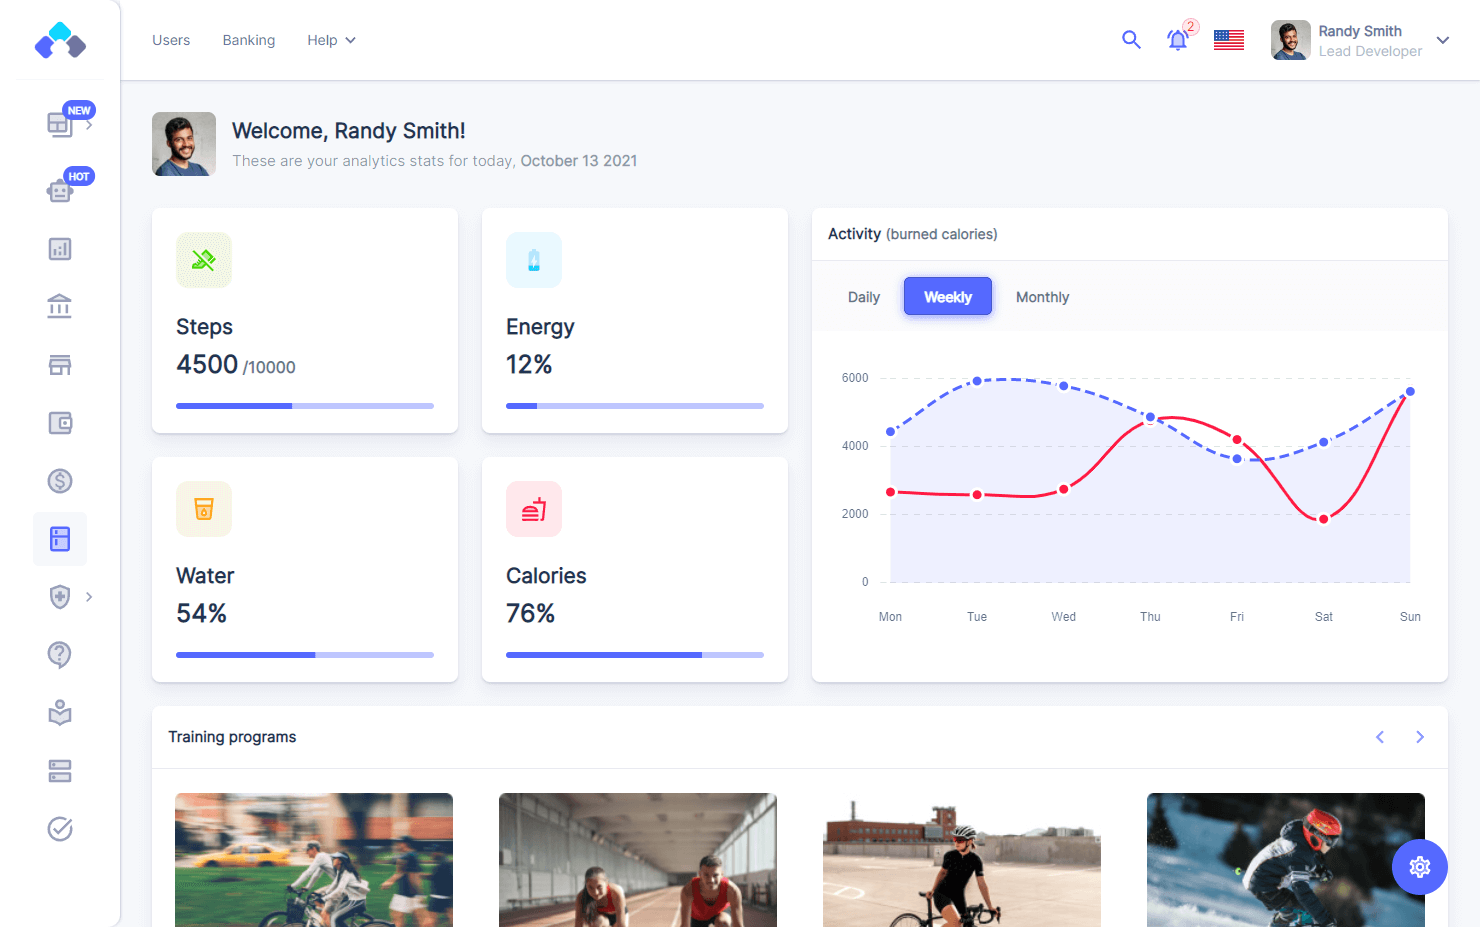 Users Banking Help
2
Randy Smith
Lead Developer
NEW
HOT
Welcome, Randy Smith!
These are your analytics stats for today, October 13 2021
Steps
4500 /10000
Energy
12%
Water
54%
Calories
76%
Activity (burned calories)
Daily Weekly Monthly
6000
4000
2000
0
Mon Tue Wed Thu Fri Sat Sun
Training programs